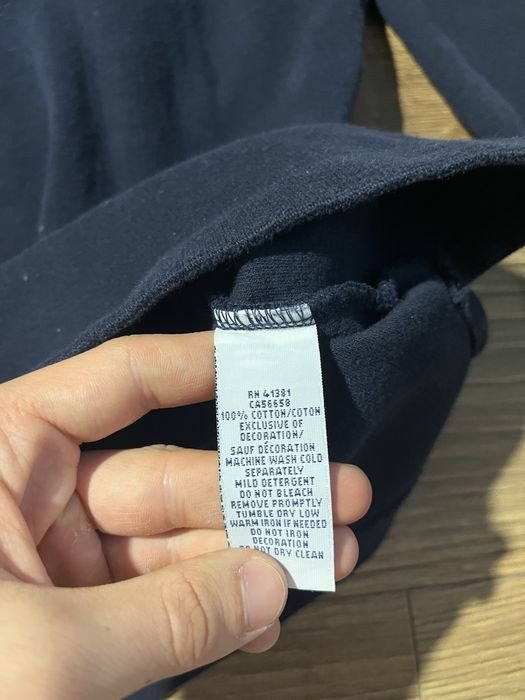 RN 41381
CA56658
100% COTTON/COTON
EXCLUSIVE OF
DECORATION/
SAUF DÉCORATION
MACHINE WASH COLD
SEPARATELY
MILD DETERGENT
DO NOT BLEACH
REMOVE PROMPTLY
TUMBLE DRY LOW
WARM IRON IF NEEDED
DO NOT IRON
DECORATION
DO NOT DRY CLEAN